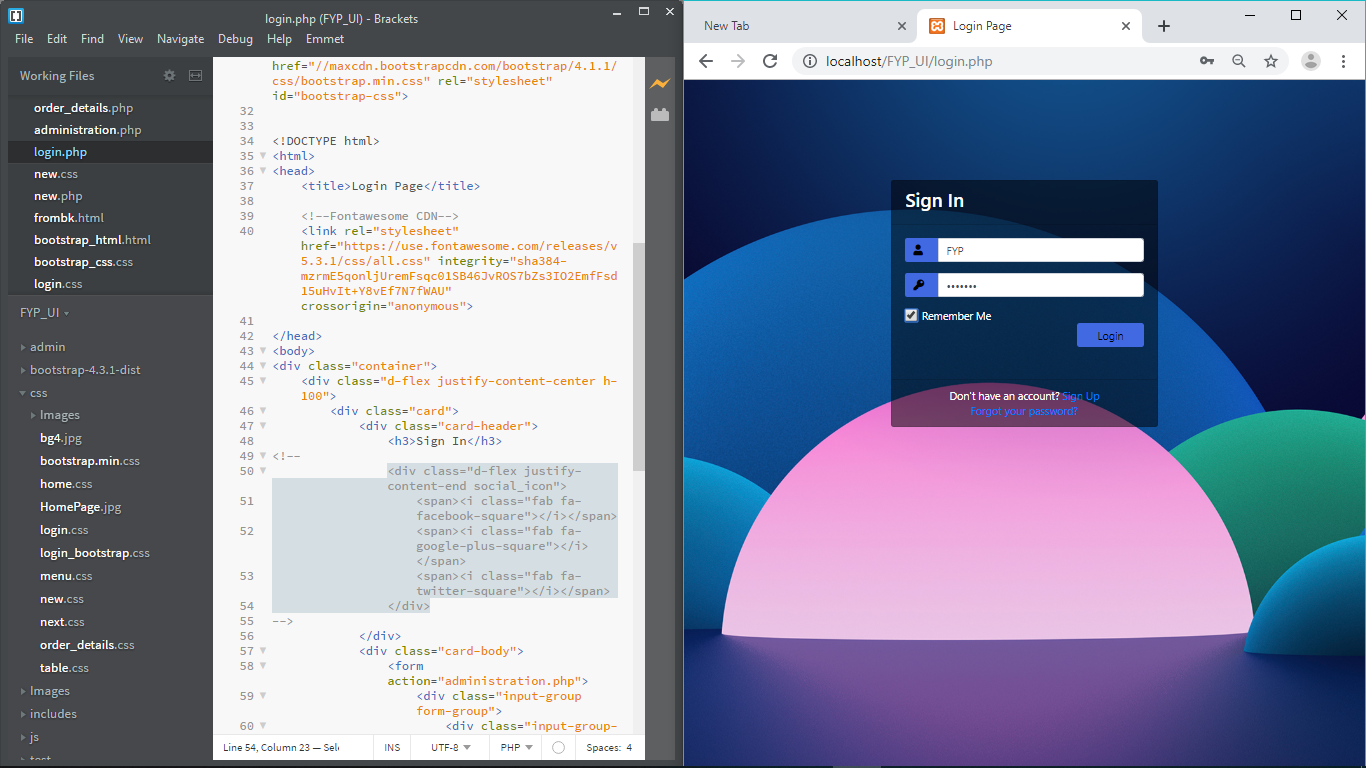 login.php (FYP_UI) - Brackets
File Edit Find View Navigate Debug Help Emmet
Working Files
order_details.php
administration.php
login.php
new.css
new.php
frombk.html
bootstrap_html.html
bootstrap_css.css
login.css
FYP_UI
admin
bootstrap-4.3.1-dist
css
Images
bg4.jpg
bootstrap.min.css
home.css
HomePage.jpg
login.css
login_bootstrap.css
menu.css
new.css
next.css
order_details.css
table.css
Images
includes
js
test
href="//maxcdn.bootstrapcdn.com/bootstrap/4.1.1/
css/bootstrap.min.css" rel="stylesheet"
id="bootstrap-css">
32
33
34 <!DOCTYPE html>
35 <html>
36 <head>
37 <title>Login Page</title>
38
39 <!--Fontawesome CDN-->
40 <link rel="stylesheet"
href="https://use.fontawesome.com/releases/v
5.3.1/css/all.css" integrity="sha384-
mzrmE5qonljUremFsqc01SB46JvROS7bZs3IO2EmfFsd
15uHvIt+Y8vEf7N7fWAU"
crossorigin="anonymous">
41
42 </head>
43 <body>
44 <div class="container">
45 <div class="d-flex justify-content-center h-
100">
46 <div class="card">
47 <div class="card-header">
48 <h3>Sign In</h3>
49 <!--
50 <div class="d-flex justify-
content-end social_icon">
51 <span><i class="fab fa-
facebook-square"></i></span>
52 <span><i class="fab fa-
google-plus-square"></i>
</span>
53 <span><i class="fab fa-
twitter-square"></i></span>
54 </div>
55 -->
56 </div>
57 <div class="card-body">
58 <form
action="administration.php">
59 <div class="input-group
form-group">
60 <div class="input-group-
Line 54, Column 23 — Sele
INS UTF-8 PHP Spaces: 4
New Tab
Login Page
localhost/FYP_UI/login.php
Sign In
FYP
•••••••
Remember Me
Login
Don't have an account? Sign Up
Forgot your password?